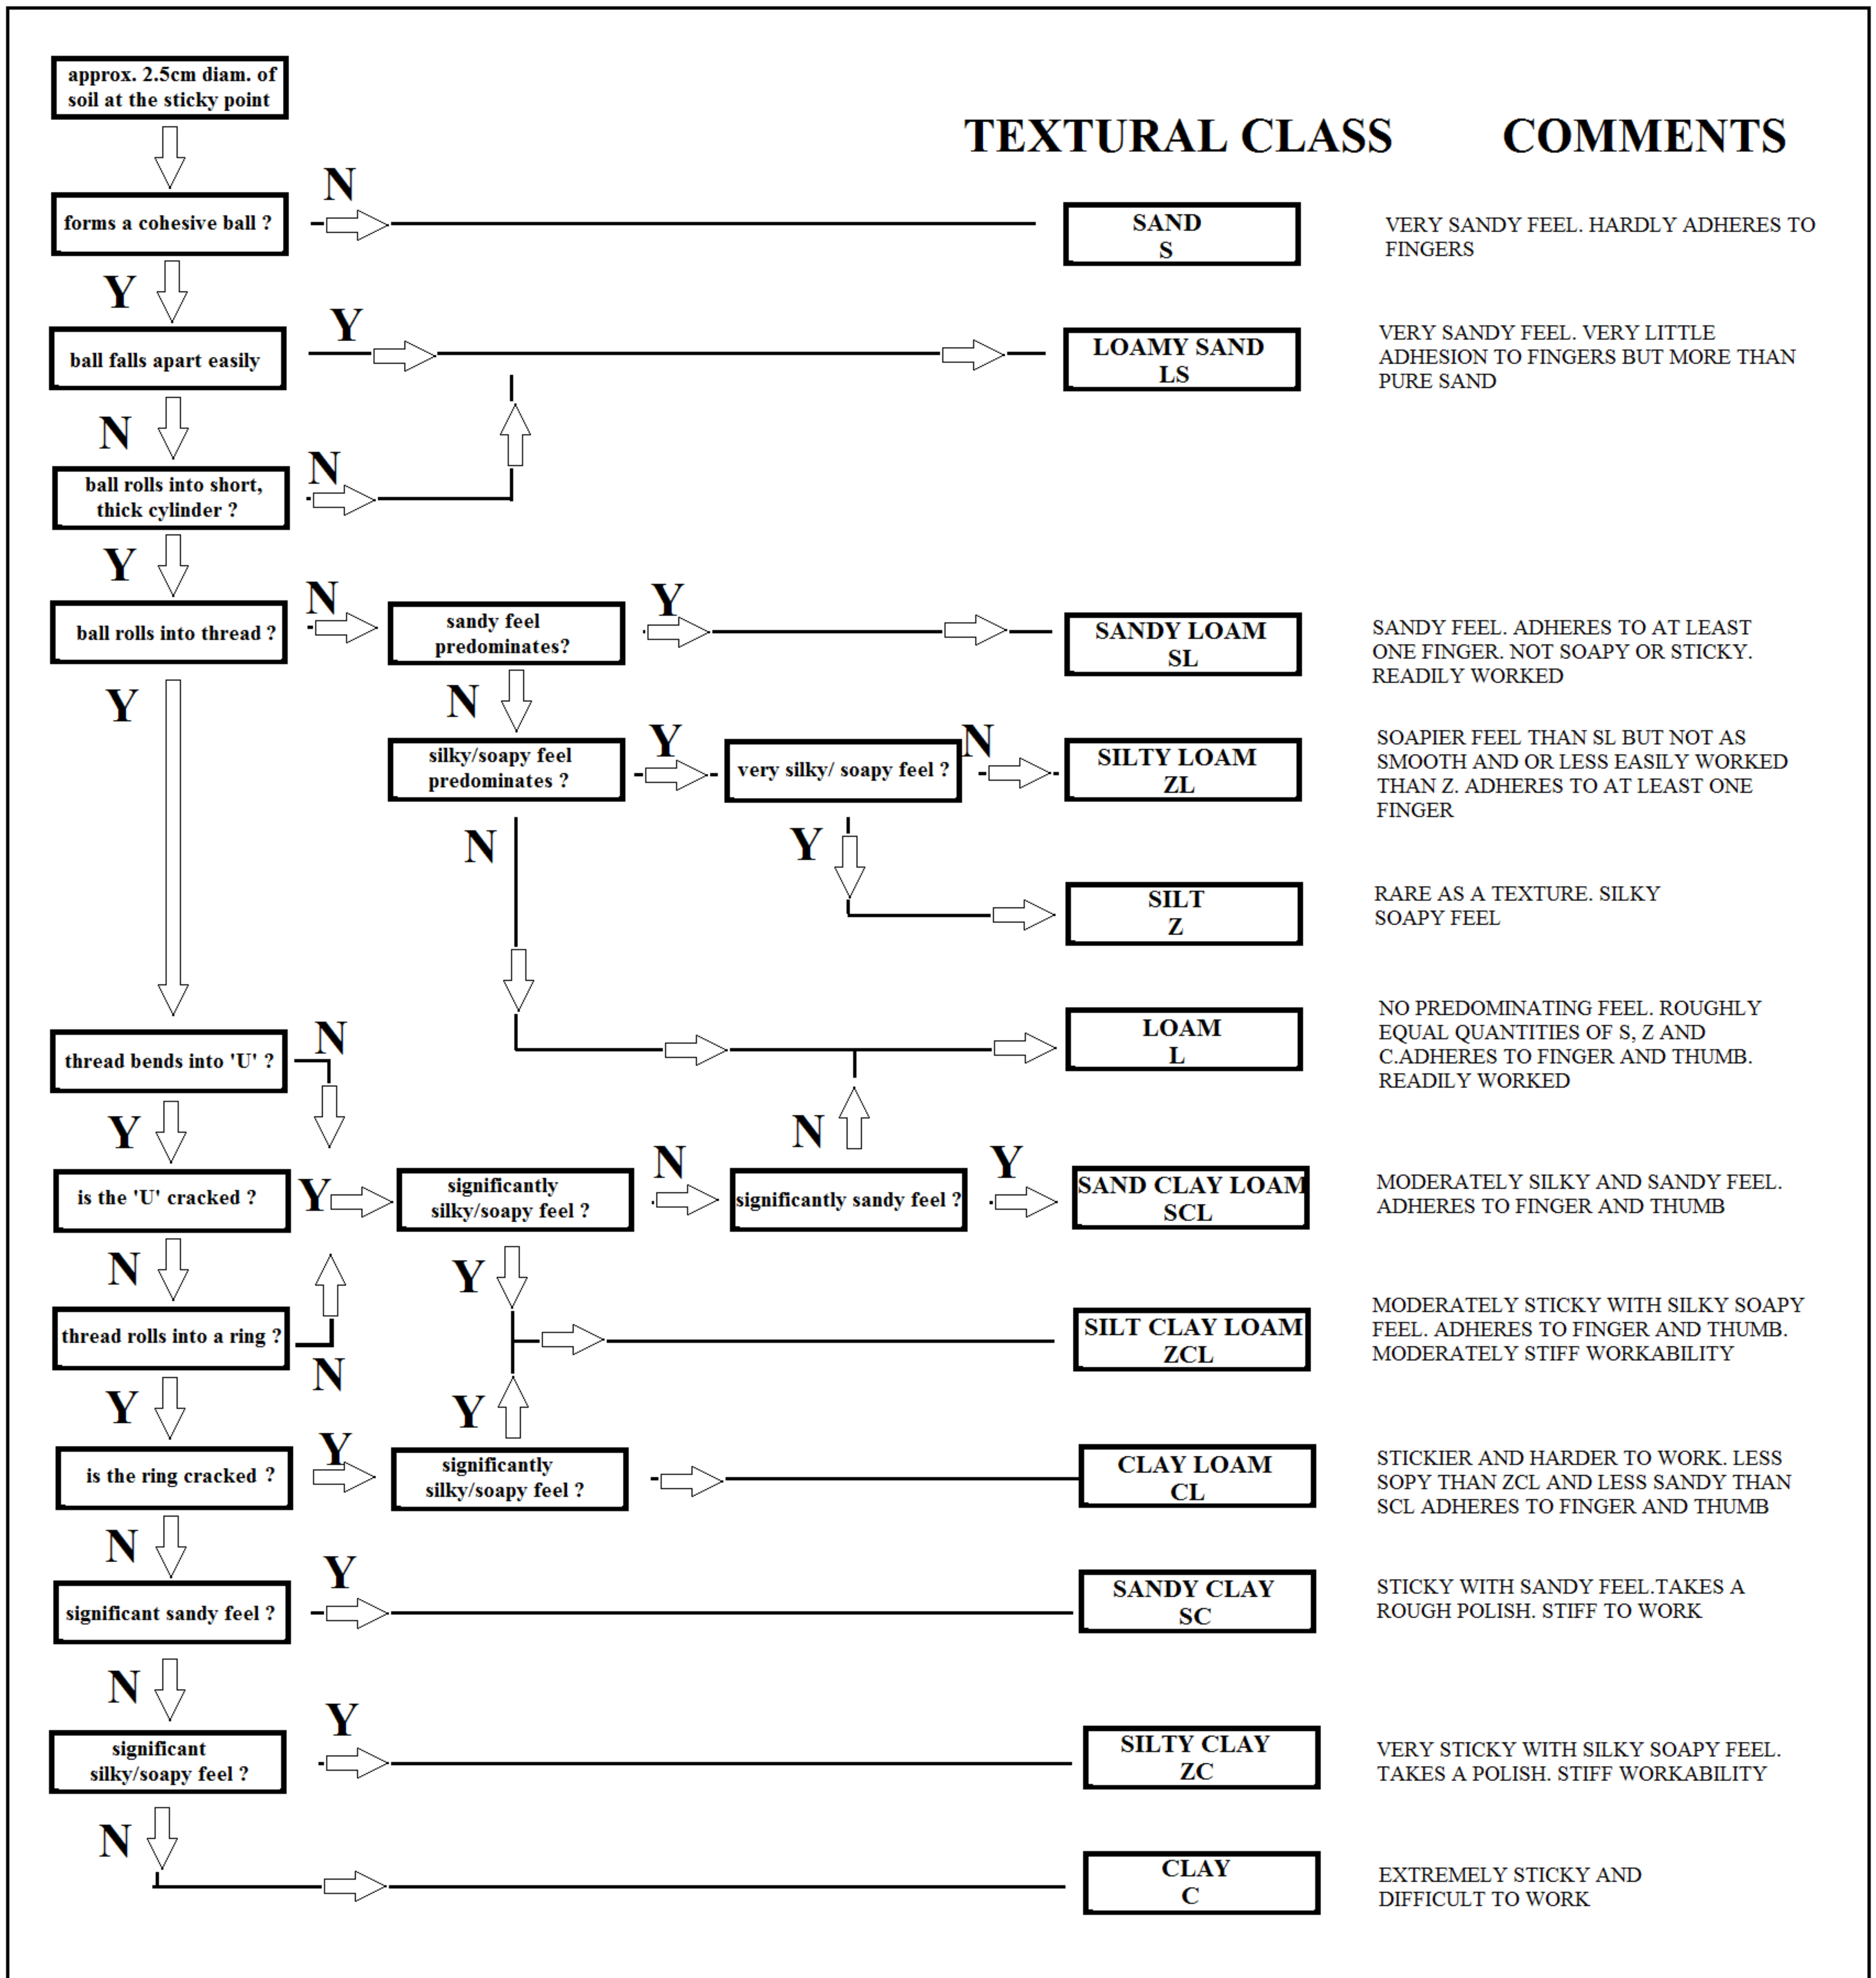 approx. 2.5cm diam. of
soil at the sticky point
TEXTURAL CLASS
COMMENTS
N
forms a cohesive ball ?
SAND
S
VERY SANDY FEEL. HARDLY ADHERES TO
FINGERS
Y
Y
ball falls apart easily
LOAMY SAND
LS
VERY SANDY FEEL. VERY LITTLE
ADHESION TO FINGERS BUT MORE THAN
PURE SAND
N
N
ball rolls into short,
thick cylinder ?
Y
N
ball rolls into thread ?
sandy feel
predominates?
Y
SANDY LOAM
SL
SANDY FEEL. ADHERES TO AT LEAST
ONE FINGER. NOT SOAPY OR STICKY.
READILY WORKED
Y
N
silky/soapy feel
predominates ?
Y
very silky/ soapy feel ?
N
SILTY LOAM
ZL
SOAPIER FEEL THAN SL BUT NOT AS
SMOOTH AND OR LESS EASILY WORKED
THAN Z. ADHERES TO AT LEAST ONE
FINGER
N
Y
SILT
Z
RARE AS A TEXTURE. SILKY
SOAPY FEEL
LOAM
L
NO PREDOMINATING FEEL. ROUGHLY
EQUAL QUANTITIES OF S, Z AND
C.ADHERES TO FINGER AND THUMB.
READILY WORKED
thread bends into 'U' ?
N
Y
N
is the 'U' cracked ?
Y
significantly
silky/soapy feel ?
N
significantly sandy feel ?
Y
SAND CLAY LOAM
SCL
MODERATELY SILKY AND SANDY FEEL.
ADHERES TO FINGER AND THUMB
N
Y
thread rolls into a ring ?
N
SILT CLAY LOAM
ZCL
MODERATELY STICKY WITH SILKY SOAPY
FEEL. ADHERES TO FINGER AND THUMB.
MODERATELY STIFF WORKABILITY
Y
Y
is the ring cracked ?
Y
significantly
silky/soapy feel ?
CLAY LOAM
CL
STICKIER AND HARDER TO WORK. LESS
SOPY THAN ZCL AND LESS SANDY THAN
SCL ADHERES TO FINGER AND THUMB
N
Y
significant sandy feel ?
SANDY CLAY
SC
STICKY WITH SANDY FEEL.TAKES A
ROUGH POLISH. STIFF TO WORK
N
Y
significant
silky/soapy feel ?
SILTY CLAY
ZC
VERY STICKY WITH SILKY SOAPY FEEL.
TAKES A POLISH. STIFF WORKABILITY
N
CLAY
C
EXTREMELY STICKY AND
DIFFICULT TO WORK